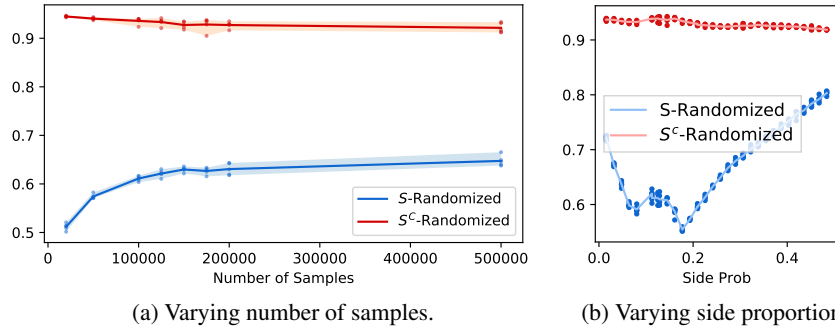 0.9
0.8
0.7
0.6
0.5
0 100000 200000 300000 400000 500000
Number of Samples
S-Randomized
S^C-Randomized
(a) Varying number of samples.
0.9
0.8
0.7
0.6
0.0 0.2 0.4
Side Prob
S-Randomized
S^c-Randomized
(b) Varying side proportion